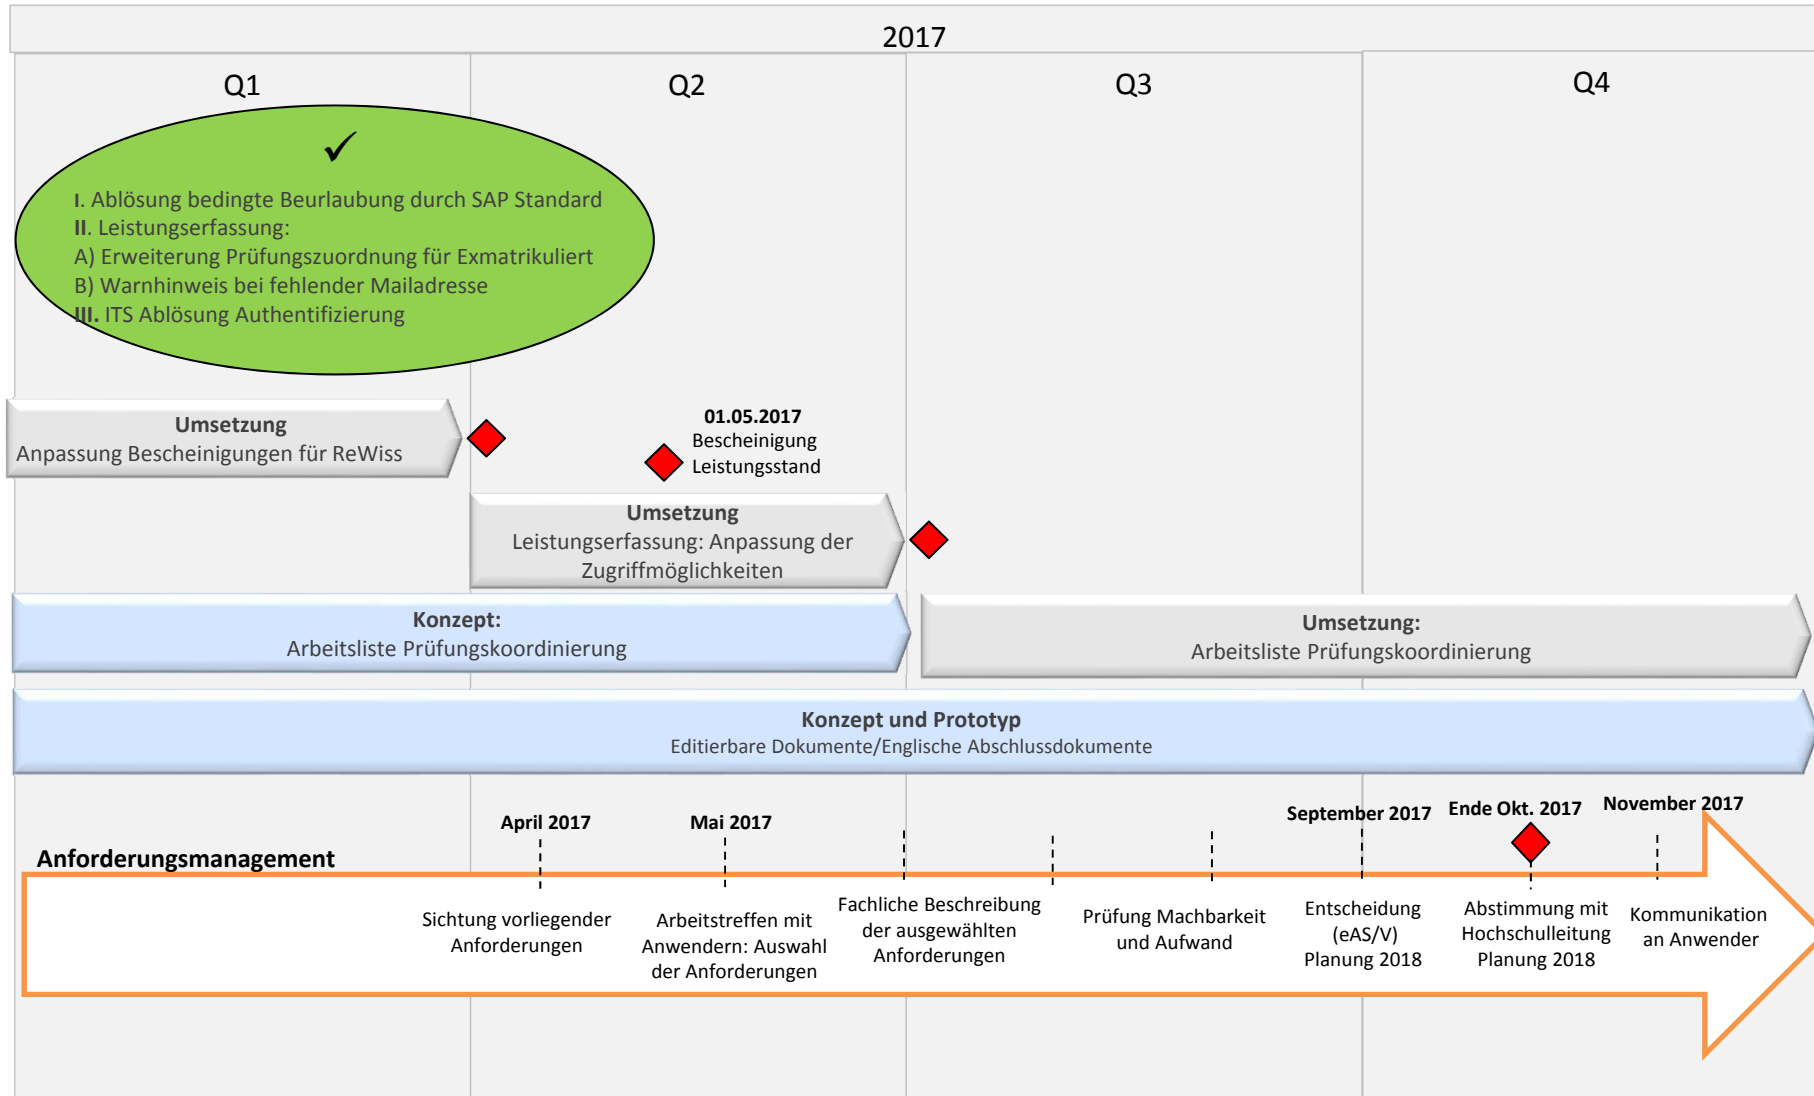 2017
Q1
Q2
Q3
Q4
✓
I. Ablösung bedingte Beurlaubung durch SAP Standard
II. Leistungserfassung:
A) Erweiterung Prüfungszuordnung für Exmatrikuliert
B) Warnhinweis bei fehlender Mailadresse
III. ITS Ablösung Authentifizierung
Umsetzung
Anpassung Bescheinigungen für ReWiss
01.05.2017
Bescheinigung
Leistungsstand
Umsetzung
Leistungserfassung: Anpassung der
Zugriffmöglichkeiten
Konzept:
Arbeitsliste Prüfungskoordinierung
Umsetzung:
Arbeitsliste Prüfungskoordinierung
Konzept und Prototyp
Editierbare Dokumente/Englische Abschlussdokumente
Anforderungsmanagement
April 2017
Mai 2017
September 2017
Ende Okt. 2017
November 2017
Sichtung vorliegender
Anforderungen
Arbeitstreffen mit
Anwendern: Auswahl
der Anforderungen
Fachliche Beschreibung
der ausgewählten
Anforderungen
Prüfung Machbarkeit
und Aufwand
Entscheidung
(eAS/V)
Planung 2018
Abstimmung mit
Hochschulleitung
Planung 2018
Kommunikation
an Anwender